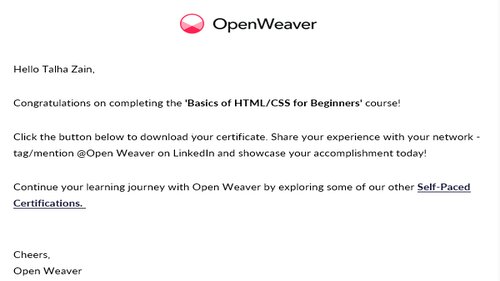 OpenWeaver
Hello Talha Zain,
Congratulations on completing the 'Basics of HTML/CSS for Beginners' course!
Click the button below to download your certificate. Share your experience with your network -
tag/mention @Open Weaver on LinkedIn and showcase your accomplishment today!
Continue your learning journey with Open Weaver by exploring some of our other Self-Paced
Certifications.
Cheers,
Open Weaver